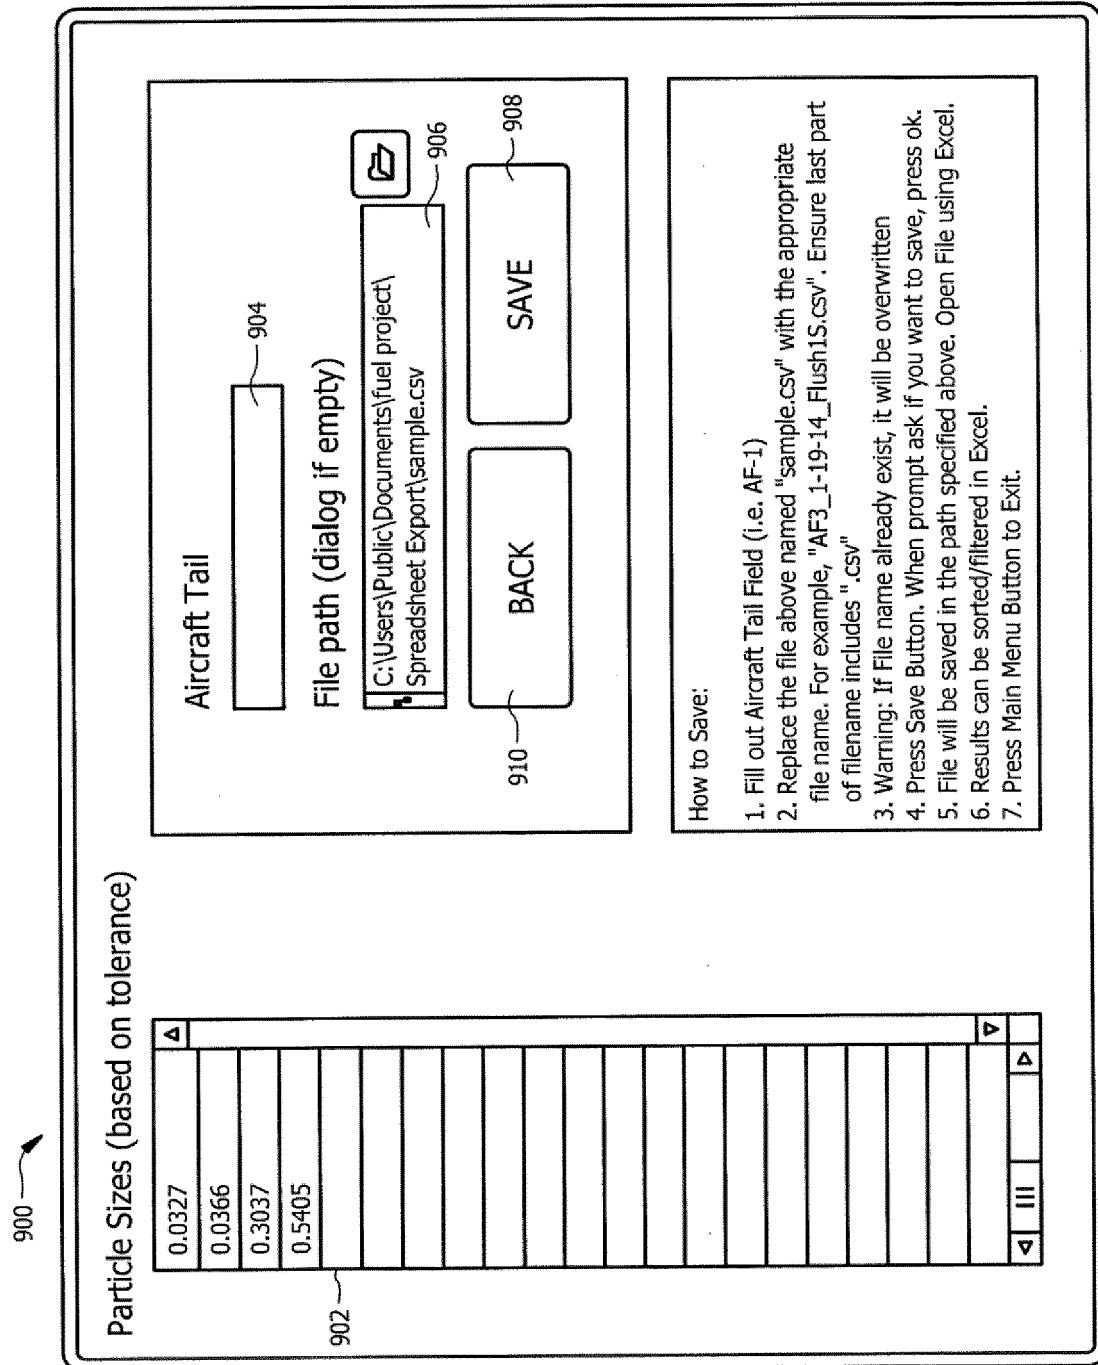 900
Particle Sizes (based on tolerance)
0.0327
0.0366
0.3037
0.5405
902
Aircraft Tail
904
File path (dialog if empty)
C:\Users\Public\Documents\fuel project\
Spreadsheet Export\sample.csv
906
BACK
SAVE
910
908
How to Save:
1. Fill out Aircraft Tail Field (i.e. AF-1)
2. Replace the file above named "sample.csv" with the appropriate
file name. For example, "AF3_1-19-14_Flush1S.csv". Ensure last part
of filename includes ".csv"
3. Warning: If File name already exist, it will be overwritten
4. Press Save Button. When prompt ask if you want to save, press ok.
5. File will be saved in the path specified above. Open File using Excel.
6. Results can be sorted/filtered in Excel.
7. Press Main Menu Button to Exit.